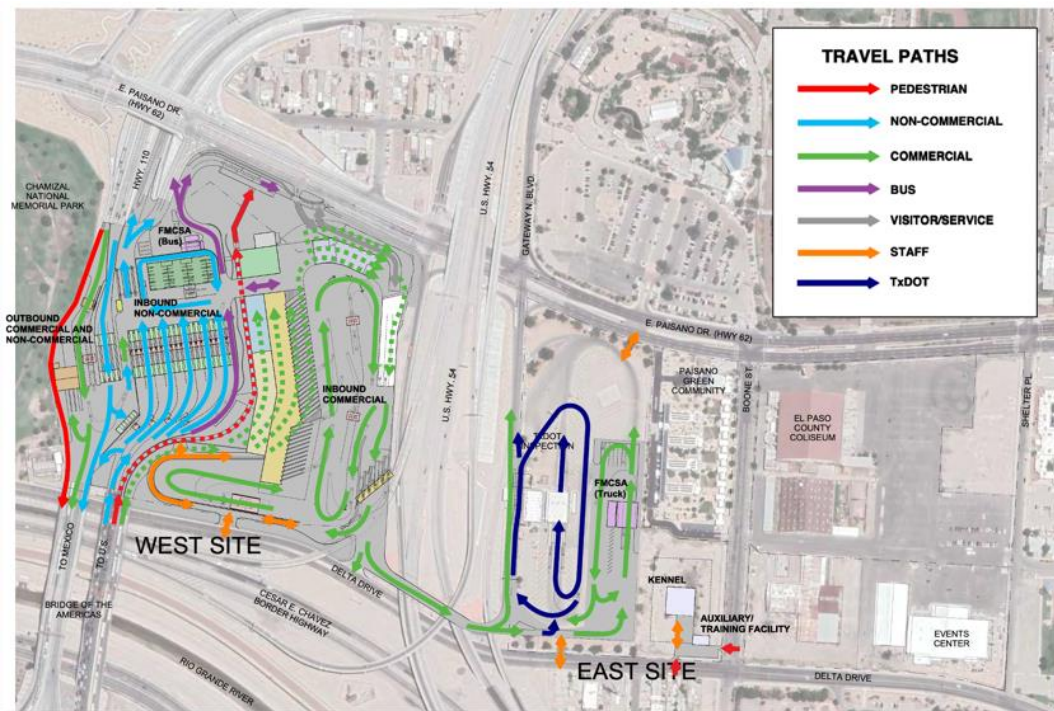 TRAVEL PATHS
PEDESTRIAN
NON-COMMERCIAL
COMMERCIAL
BUS
VISITOR/SERVICE
STAFF
TxDOT
E. PAISANO DR.
(HWY 62)
HWY. 110
CHAMIZAL
NATIONAL
MEMORIAL PARK
FMCSA
(Bus)
INBOUND
NON-COMMERCIAL
OUTBOUND
COMMERCIAL AND
NON-COMMERCIAL
INBOUND
COMMERCIAL
U.S. HWY. 54
U.S. HWY. 54
GATEWAY N. BLVD.
E. PAISANO DR. (HWY 62)
PAISANO
GREEN
COMMUNITY
BOONE ST.
EL PASO
COUNTY
COLISEUM
SHELTER PL.
INSPECTION
FMCSA
(Truck)
WEST SITE
TO MEXICO
TO U.S.
BRIDGE OF THE
AMERICAS
DELTA DRIVE
CESAR E. CHAVEZ
BORDER HIGHWAY
RIO GRANDE RIVER
KENNEL
AUXILIARY/
TRAINING FACILITY
EAST SITE
EVENTS
CENTER
DELTA DRIVE